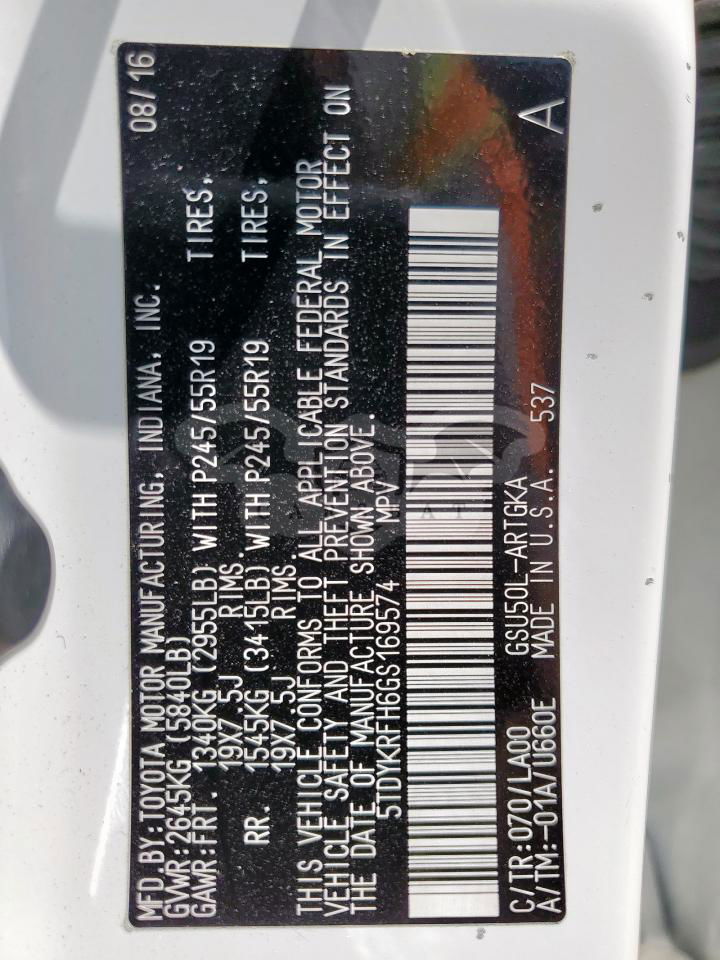 MFD.BY:TOYOTA MOTOR MANUFACTURING, INDIANA, INC. 08/16
GVWR:2645KG (5840LB)
GAWR:FRT. 1340KG (2955LB) WITH P245/55R19 TIRES,
19X7.5J RIMS.
RR. 1545KG (3415LB) WITH P245/55R19 TIRES,
19X7.5J RIMS.
THIS VEHICLE CONFORMS TO ALL APPLICABLE FEDERAL MOTOR
VEHICLE SAFETY AND THEFT PREVENTION STANDARDS IN EFFECT ON
THE DATE OF MANUFACTURE SHOWN ABOVE.
5TDYKRFH6GS169574 MPV
C/TR:070/LA00 GSU50L-ARTGKA
A/TM:-01A/U660E MADE IN U.S.A. 537 A